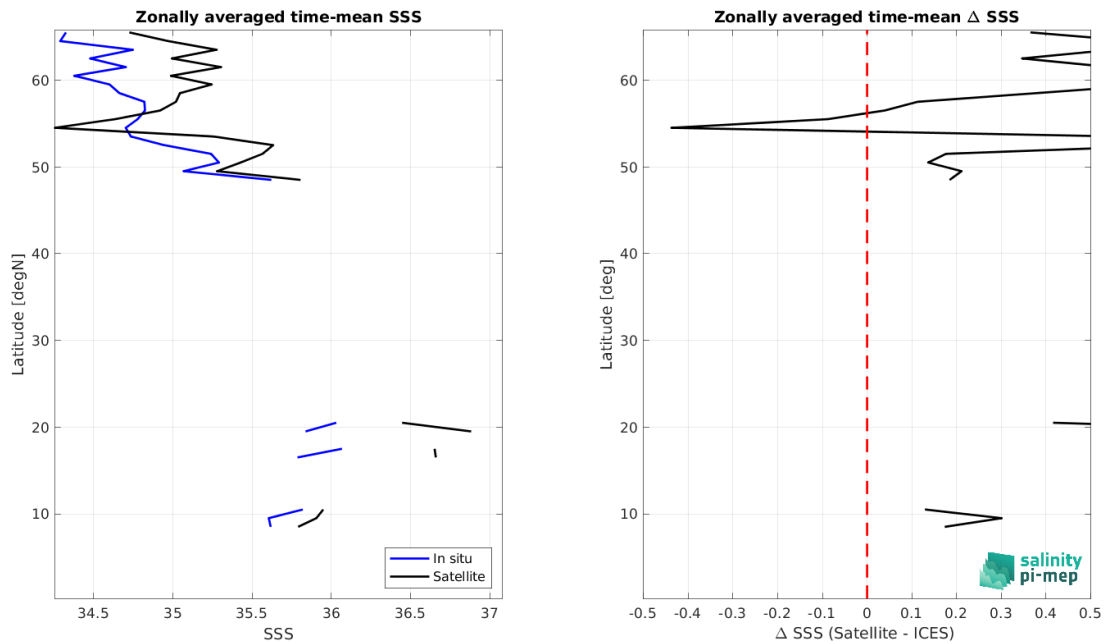 Zonally averaged time-mean SSS
Latitude [degN]
60
50
40
30
20
10
34.5 35 35.5 36 36.5 37
SSS
In situ
Satellite
Zonally averaged time-mean Δ SSS
Latitude [deg]
60
50
40
30
20
10
-0.5 -0.4 -0.3 -0.2 -0.1 0 0.1 0.2 0.3 0.4 0.5
Δ SSS (Satellite - ICES)
salinity
pi-mep